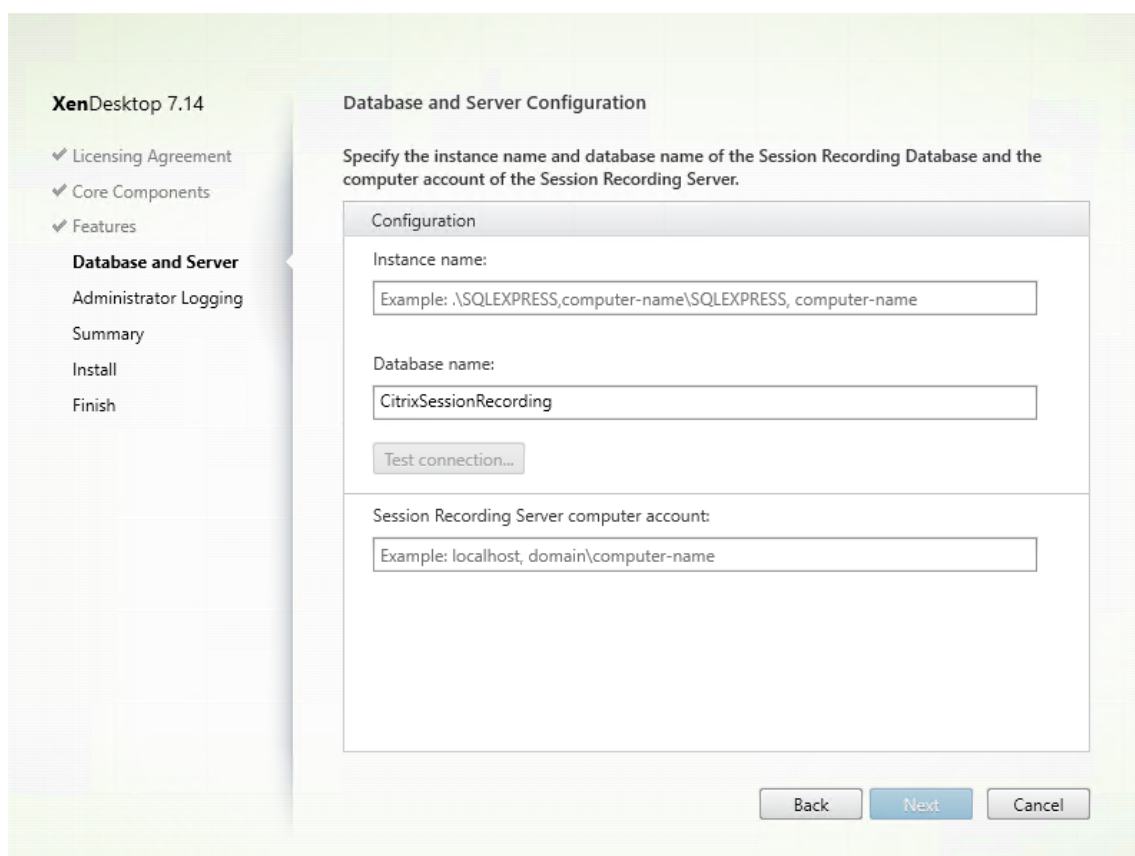 XenDesktop 7.14
Licensing Agreement
Core Components
Features
Database and Server
Administrator Logging
Summary
Install
Finish
Database and Server Configuration
Specify the instance name and database name of the Session Recording Database and the
computer account of the Session Recording Server.
Configuration
Instance name:
Example: .\SQLEXPRESS,computer-name\SQLEXPRESS, computer-name
Database name:
CitrixSessionRecording
Test connection...
Session Recording Server computer account:
Example: localhost, domain\computer-name
Back
Next
Cancel